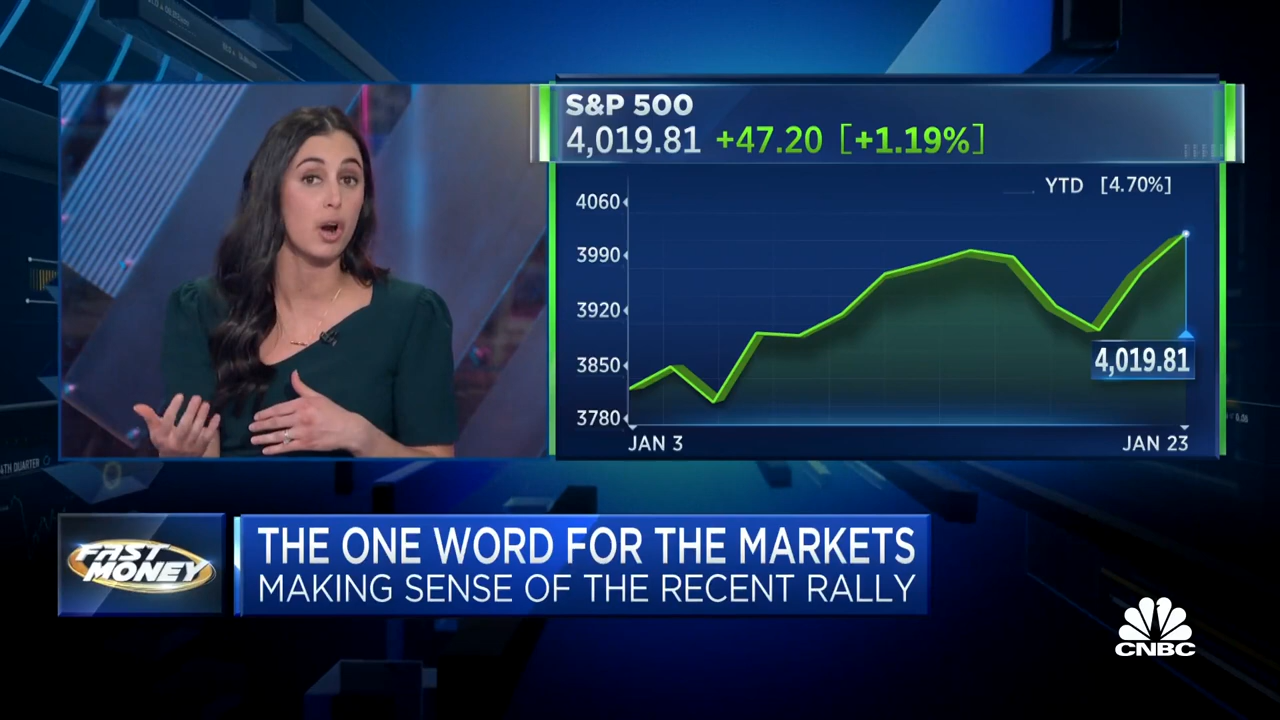 S&P 500
4,019.81 +47.20 [+1.19%]
YTD [4.70%]
4060
3990
3920
3850
3780
4,019.81
JAN 3
JAN 23
4TH QUARTER
FAST
MONEY
THE ONE WORD FOR THE MARKETS
MAKING SENSE OF THE RECENT RALLY
CNBC